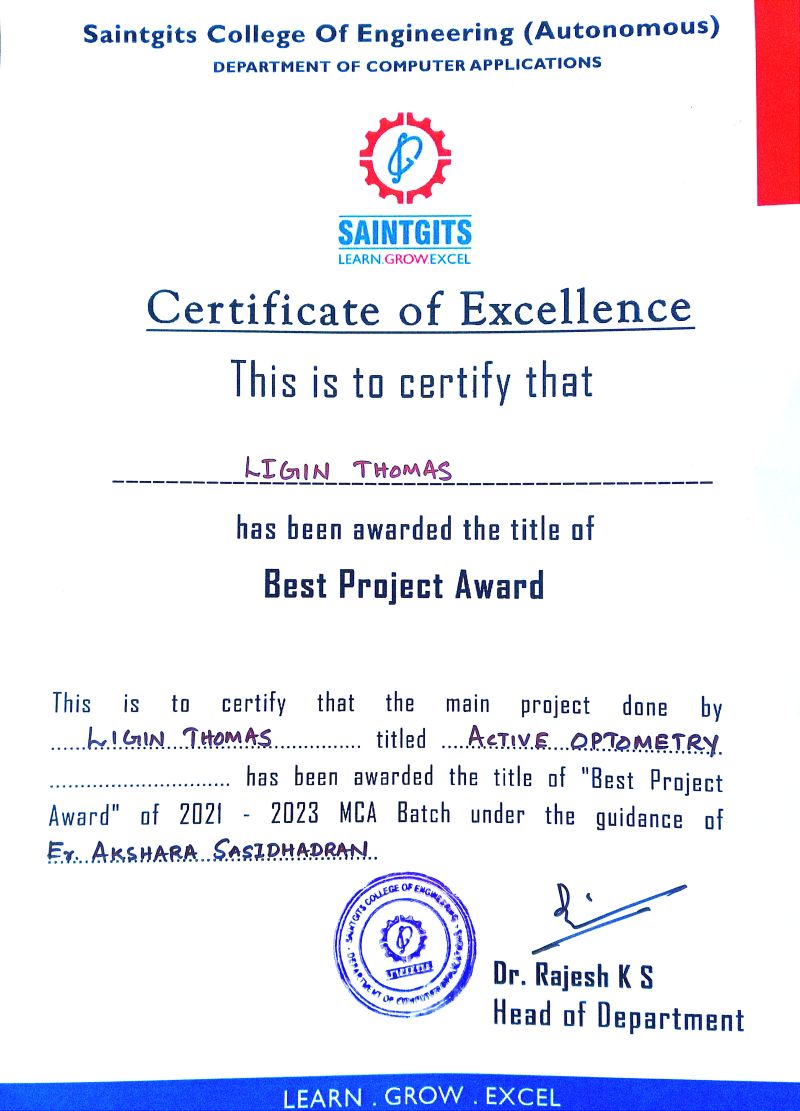 Saintgits College Of Engineering (Autonomous)
DEPARTMENT OF COMPUTER APPLICATIONS
SAINTGITS
LEARN.GROW.EXCEL
Certificate of Excellence
This is to certify that
LIGIN THOMAS
has been awarded the title of
Best Project Award
This is to certify that the main project done by
LIGIN THOMAS titled ACTIVE OPTOMETRY
has been awarded the title of "Best Project
Award" of 2021 - 2023 MCA Batch under the guidance of
Er. AKSHARA SASIDHADRAN
SAINTGITS COLLEGE OF ENGINEERING
DEPARTMENT OF COMPUTER APPLICATIONS
Dr. Rajesh K S
Head of Department
LEARN . GROW . EXCEL